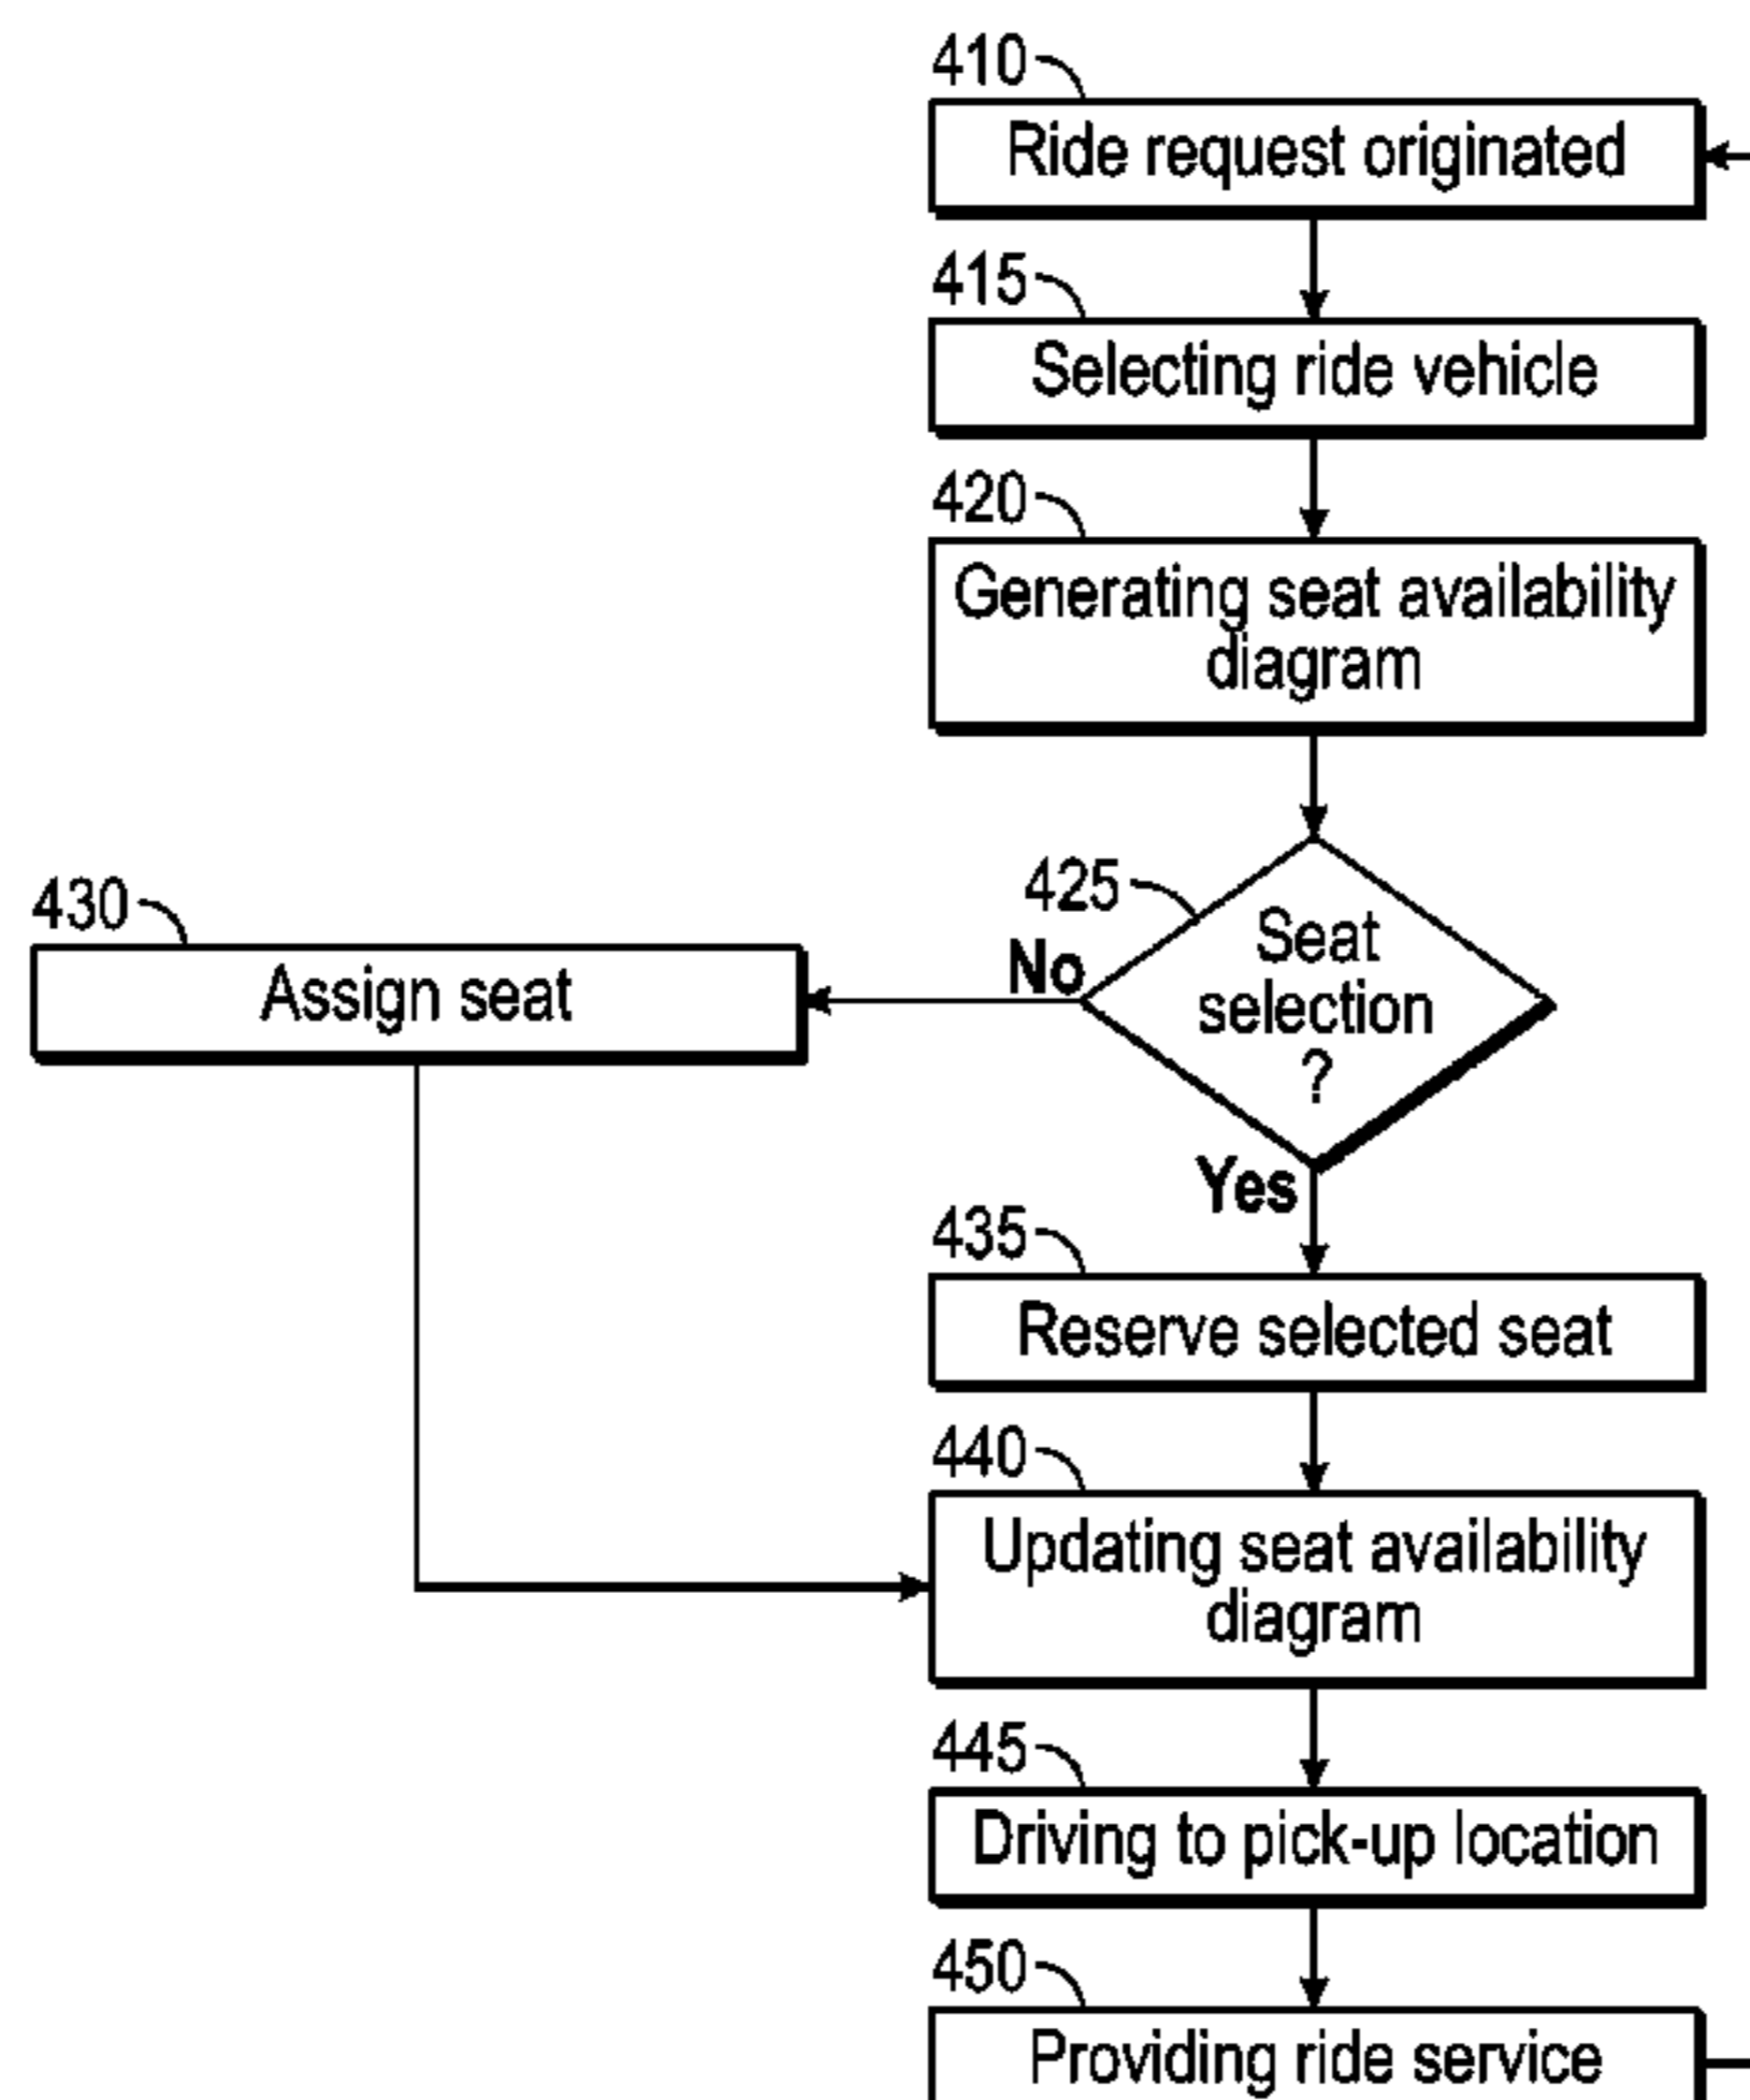 410
Ride request originated
415
Selecting ride vehicle
420
Generating seat availability
diagram
425
Seat
selection
?
No
430
Assign seat
Yes
435
Reserve selected seat
440
Updating seat availability
diagram
445
Driving to pick-up location
450
Providing ride service